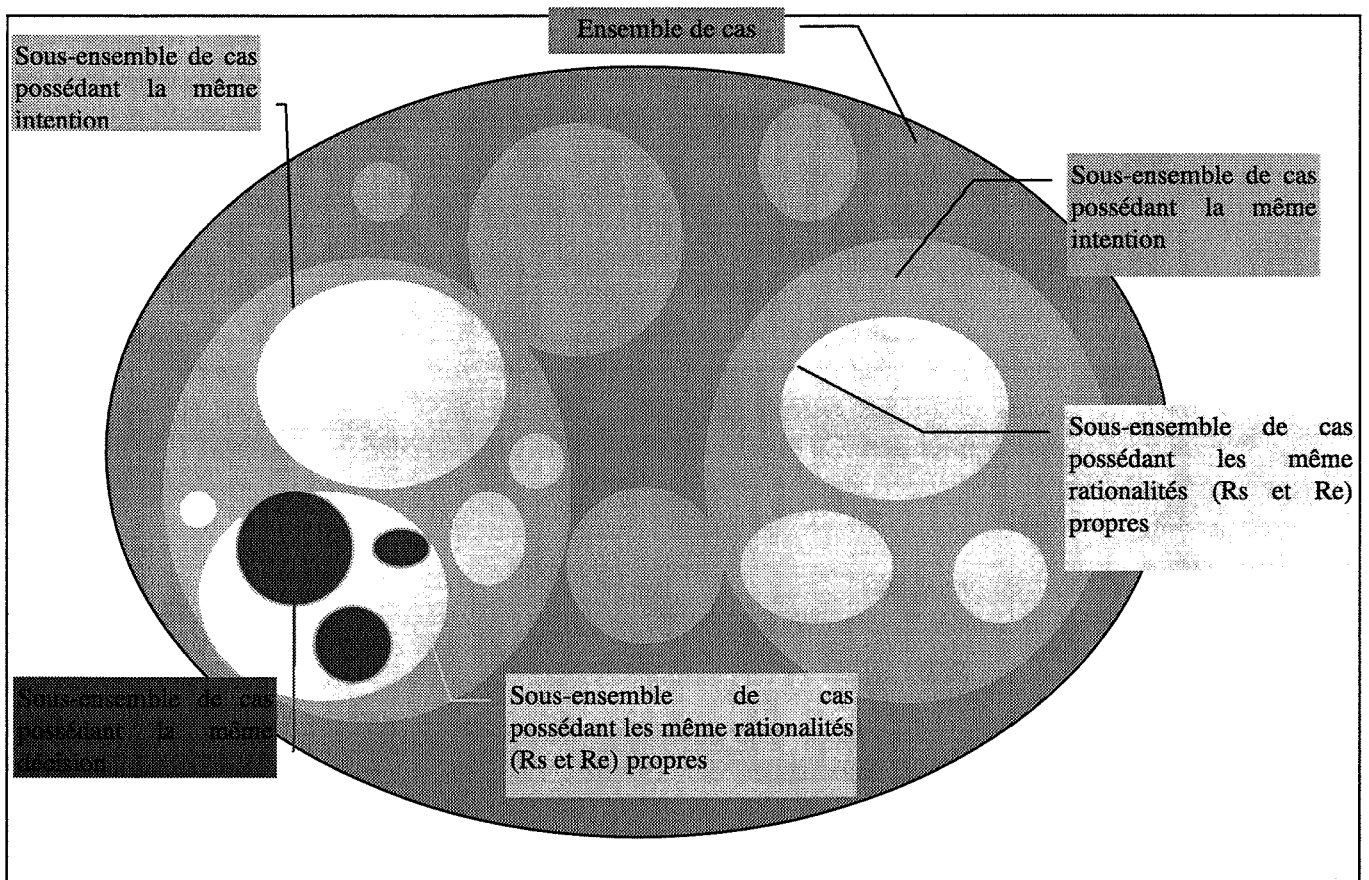 Ensemble de cas
Sous-ensemble de cas
possédant la même
intention
Sous-ensemble de cas
possédant la même
intention
Sous-ensemble de cas
possédant les même
rationalités (Rs et Re)
propres
Sous-ensemble de cas
possédant la même
décision
Sous-ensemble de cas
possédant les même rationalités
(Rs et Re) propres